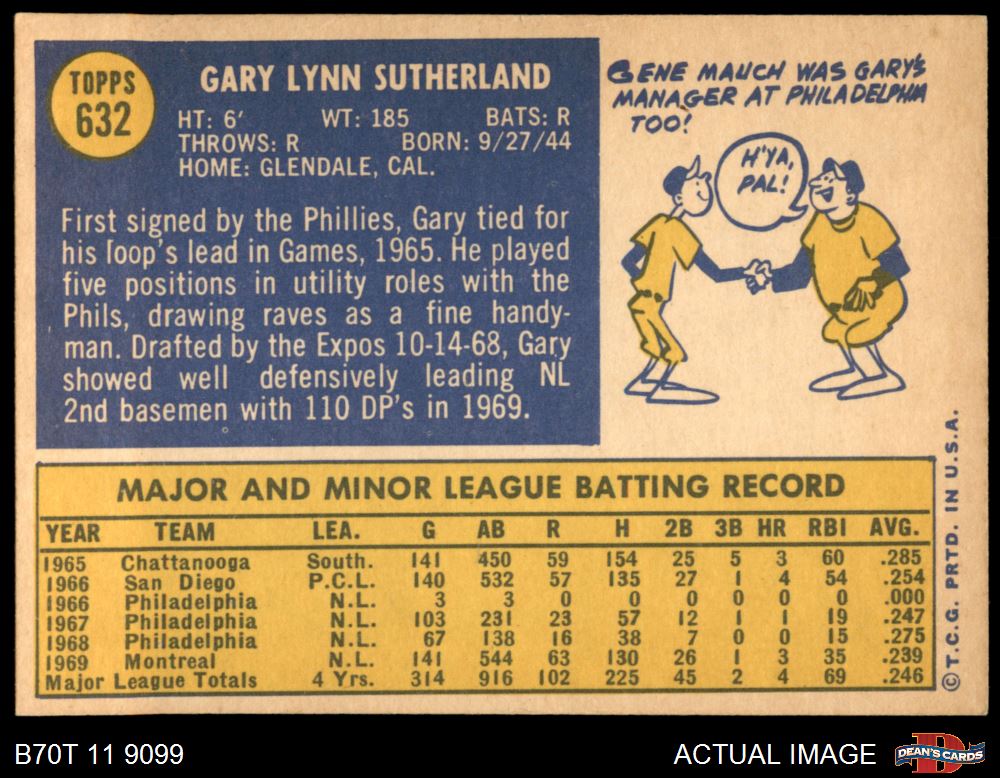 TOPPS
632
GARY LYNN SUTHERLAND
HT: 6' WT: 185 BATS: R
THROWS: R BORN: 9/27/44
HOME: GLENDALE, CAL.
First signed by the Phillies, Gary tied for
his loop's lead in Games, 1965. He played
five positions in utility roles with the
Phils, drawing raves as a fine handy-
man. Drafted by the Expos 10-14-68, Gary
showed well defensively leading NL
2nd basemen with 110 DP's in 1969.
GENE MAUCH WAS GARY'S
MANAGER AT PHILADELPHIA
TOO!
H'YA,
PAL!
MAJOR AND MINOR LEAGUE BATTING RECORD
YEAR TEAM LEA. G AB R H 2B 3B HR RBI AVG.
1965 Chattanooga South. 141 450 59 154 25 5 3 60 .285
1966 San Diego P.C.L. 140 532 57 135 27 1 4 54 .254
1966 Philadelphia N.L. 3 3 0 0 0 0 0 0 .000
1967 Philadelphia N.L. 103 231 23 57 12 1 1 19 .247
1968 Philadelphia N.L. 67 138 16 38 7 0 0 15 .275
1969 Montreal N.L. 141 544 63 130 26 1 3 35 .239
Major League Totals 4 Yrs. 314 916 102 225 45 2 4 69 .246
© T.C.G. PRTD. IN U.S.A.
B70T 11 9099
ACTUAL IMAGE
DEAN'S CARDS